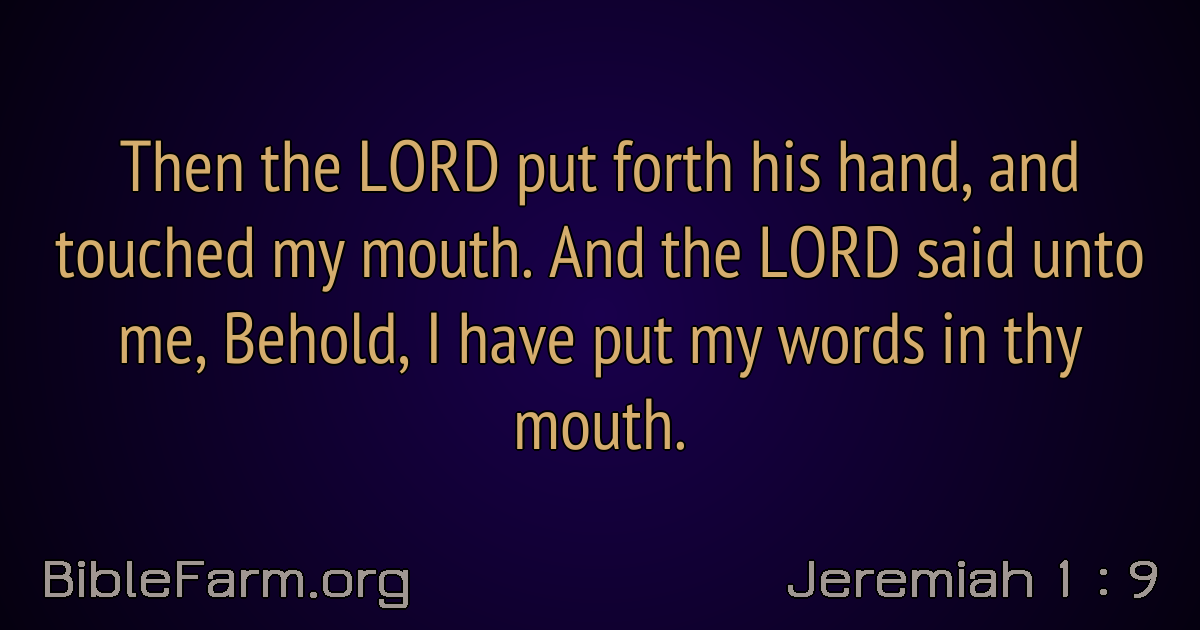 Then the LORD put forth his hand, and
touched my mouth. And the LORD said unto
me, Behold, I have put my words in thy
mouth.
BibleFarm.org
Jeremiah 1 : 9